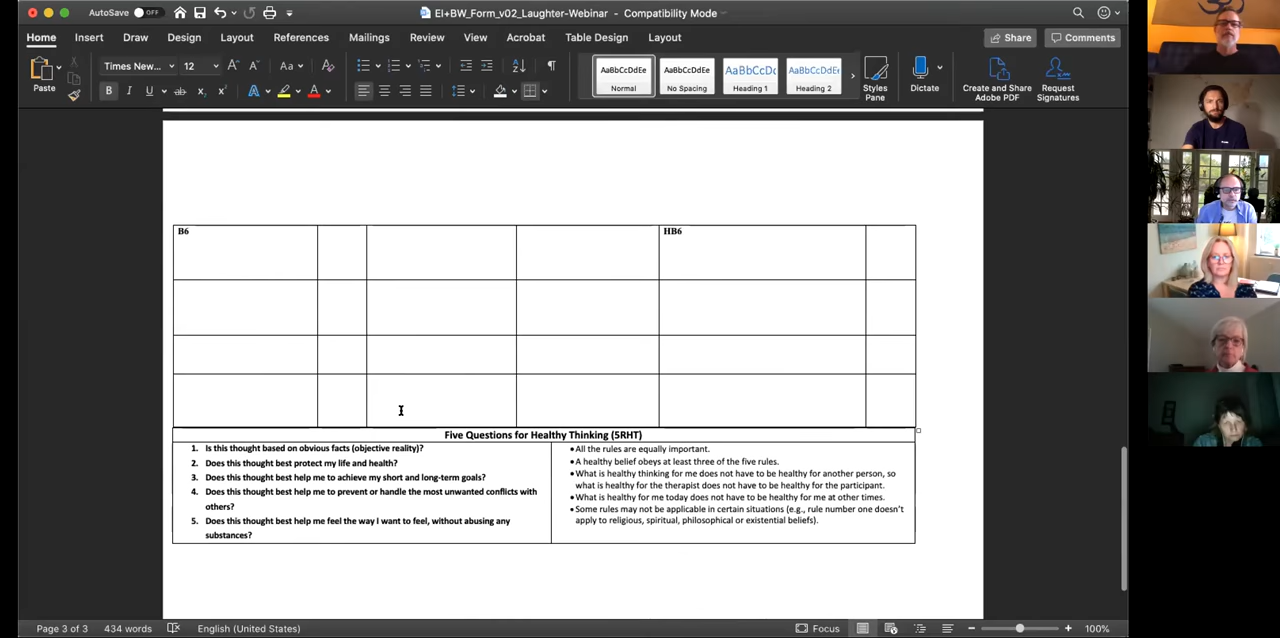 AutoSave OFF
EI+BW_Form_v02_Laughter-Webinar - Compatibility Mode
Home Insert Draw Design Layout References Mailings Review View Acrobat Table Design Layout
Share Comments
Paste
Times New... 12
AaBbCcDdEe
Normal
AaBbCcDdEe
No Spacing
AaBbCcDc
Heading 1
AaBbCcDdEe
Heading 2
Styles
Pane
Dictate
Create and Share
Adobe PDF
Request
Signatures
B6
HB6
Five Questions for Healthy Thinking (5RHT)
1. Is this thought based on obvious facts (objective reality)?
2. Does this thought best protect my life and health?
3. Does this thought best help me to achieve my short and long-term goals?
4. Does this thought best help me to prevent or handle the most unwanted conflicts with
others?
5. Does this thought best help me feel the way I want to feel, without abusing any
substances?
• All the rules are equally important.
• A healthy belief obeys at least three of the five rules.
• What is healthy thinking for me does not have to be healthy for another person, so
what is healthy for the therapist does not have to be healthy for the participant.
• What is healthy for me today does not have to be healthy for me at other times.
• Some rules may not be applicable in certain situations (e.g., rule number one doesn't
apply to religious, spiritual, philosophical or existential beliefs).
Page 3 of 3 434 words English (United States) Focus 100%